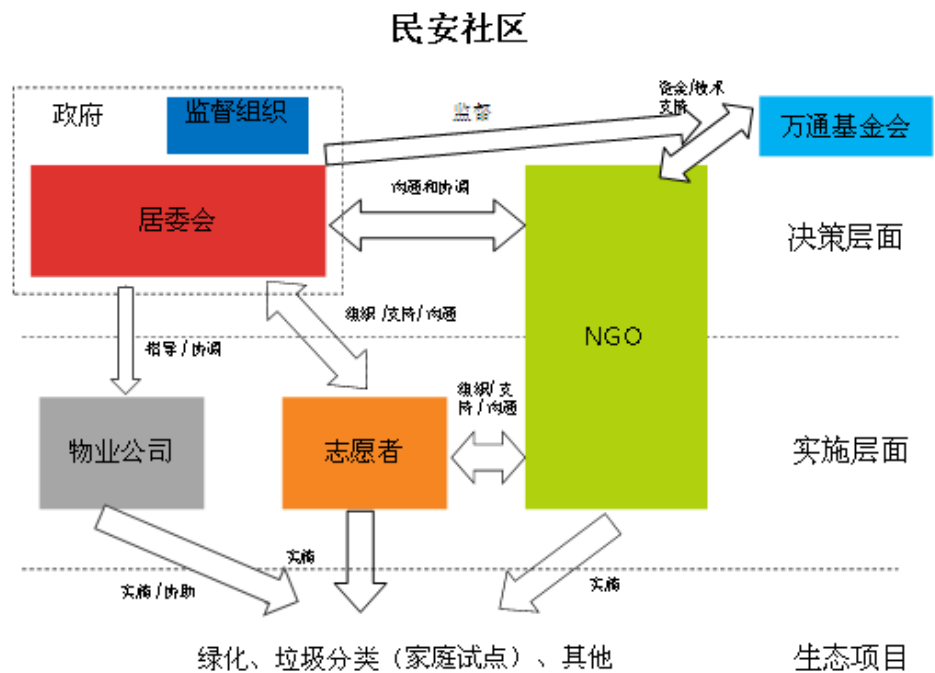 民安社区
政府
监督组织
监督
资金/技术
支持
万通基金会
居委会
沟通和协调
决策层面
组织/支持/沟通
NGO
指导/协调
组织/支
持/沟通
物业公司
志愿者
实施层面
实施
实施/协助
实施
绿化、垃圾分类（家庭试点）、其他
生态项目